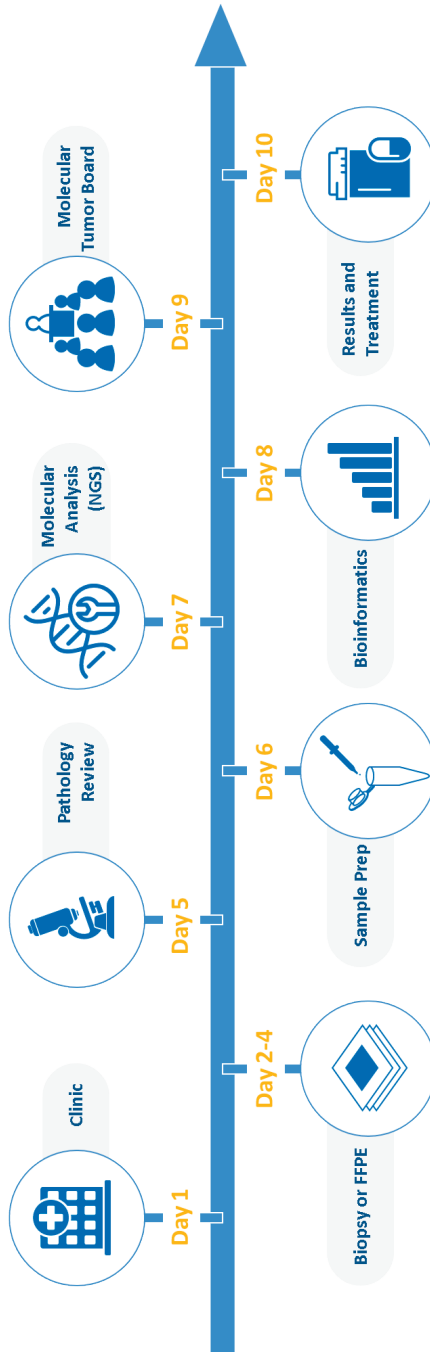 Clinic
Day 1
Day 2-4
Biopsy or FFPE
Pathology
Review
Day 5
Day 6
Sample Prep
Molecular
Analysis
(NGS)
Day 7
Day 8
Bioinformatics
Molecular
Tumor Board
Day 9
Day 10
Results and
Treatment